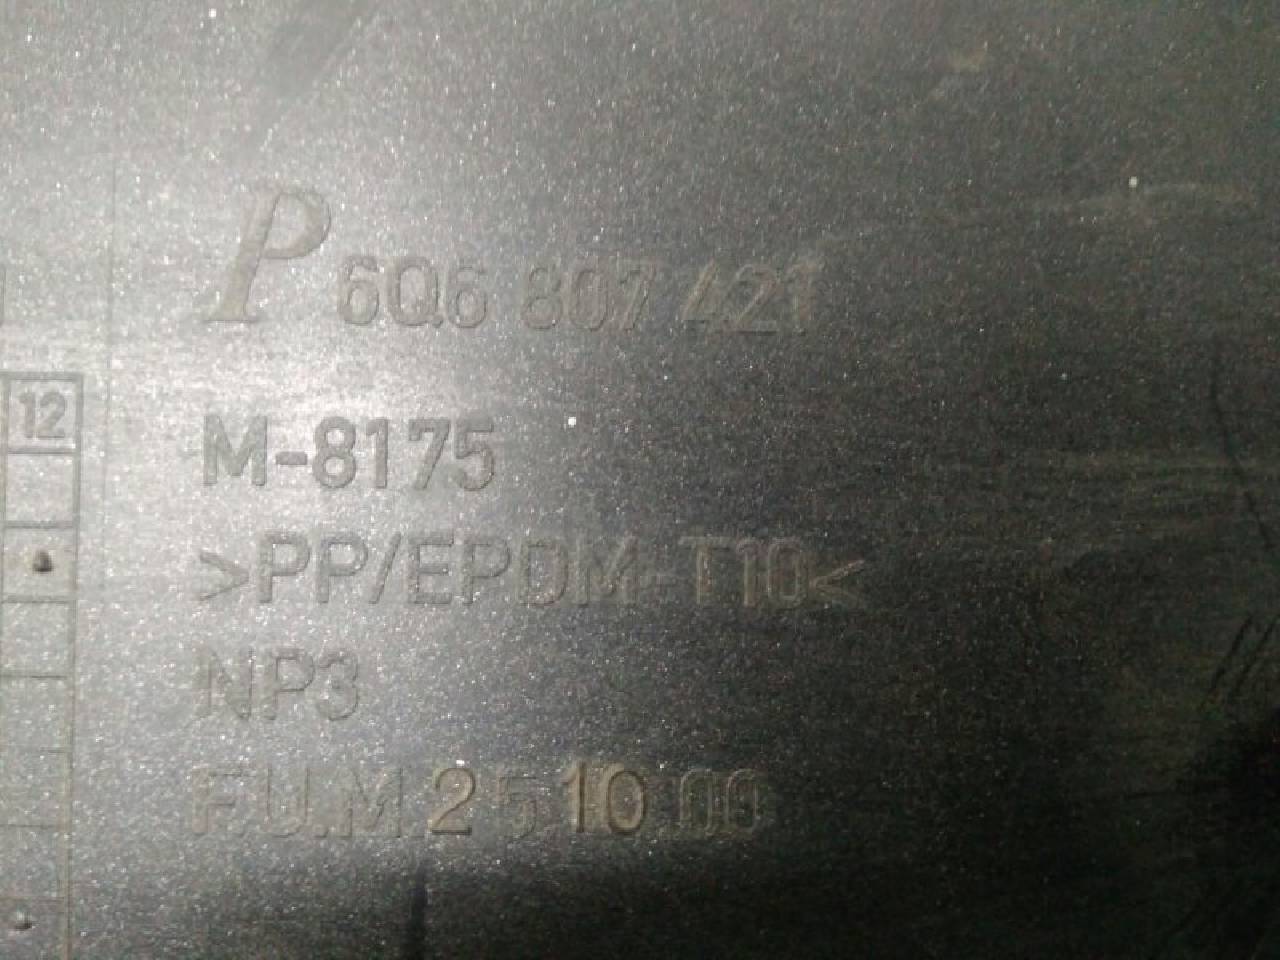 P 6Q6 807 421
12
M-8175
>PP/EPDM-T10<
NP3
F.U.M. 2 5 10 00